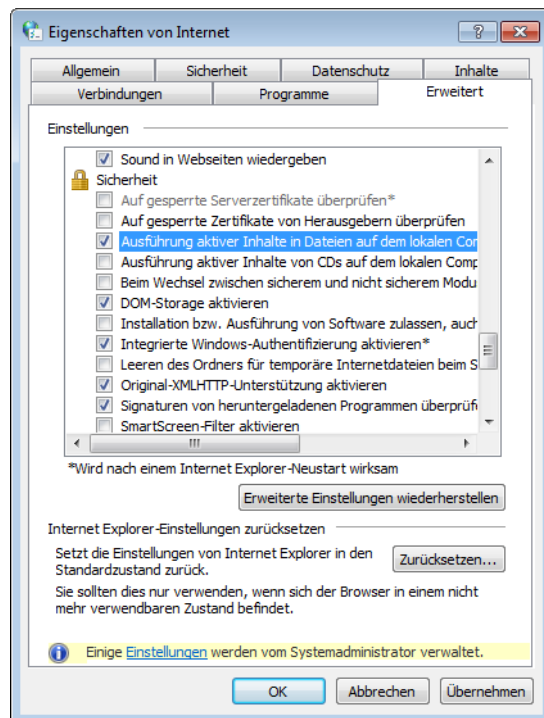 Eigenschaften von Internet
Allgemein Sicherheit Datenschutz Inhalte
Verbindungen Programme Erweitert
Einstellungen
Sound in Webseiten wiedergeben
Sicherheit
Auf gesperrte Serverzertifikate überprüfen*
Auf gesperrte Zertifikate von Herausgebern überprüfen
Ausführung aktiver Inhalte in Dateien auf dem lokalen Con
Ausführung aktiver Inhalte von CDs auf dem lokalen Comp
Beim Wechsel zwischen sicherem und nicht sicherem Modu
DOM-Storage aktivieren
Installation bzw. Ausführung von Software zulassen, auch
Integrierte Windows-Authentifizierung aktivieren*
Leeren des Ordners für temporäre Internetdateien beim S
Original-XMLHTTP-Unterstützung aktivieren
Signaturen von heruntergeladenen Programmen überprüf
SmartScreen-Filter aktivieren
*Wird nach einem Internet Explorer-Neustart wirksam
Erweiterte Einstellungen wiederherstellen
Internet Explorer-Einstellungen zurücksetzen
Setzt die Einstellungen von Internet Explorer in den
Standardzustand zurück.
Zurücksetzen...
Sie sollten dies nur verwenden, wenn sich der Browser in einem nicht
mehr verwendbaren Zustand befindet.
Einige Einstellungen werden vom Systemadministrator verwaltet.
OK Abbrechen Übernehmen